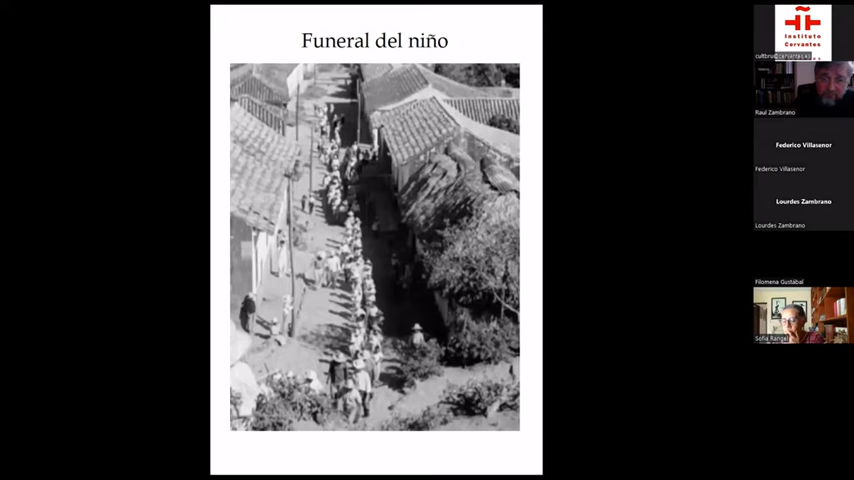 Funeral del niño
Instituto
Cervantes
Raul Zambrano
Federico Villasenor
Federico Villasenor
Lourdes Zambrano
Lourdes Zambrano
Filomena Gustábal
Sofia Rangel